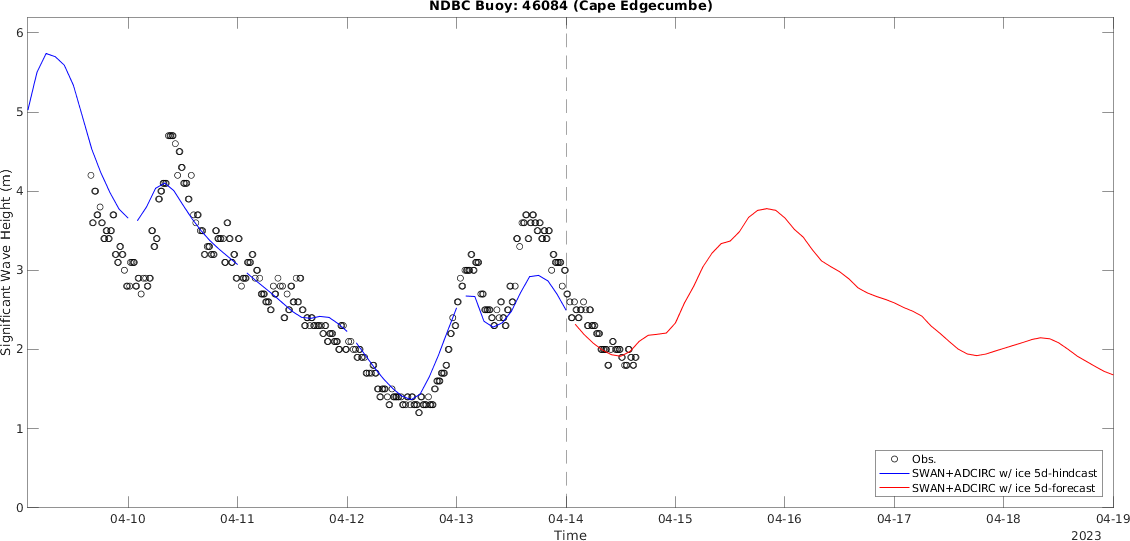 NDBC Buoy: 46084 (Cape Edgecumbe)
Significant Wave Height (m)
6
5
4
3
2
1
0
Obs.
SWAN+ADCIRC w/ ice 5d-hindcast
SWAN+ADCIRC w/ ice 5d-forecast
04-10 04-11 04-12 04-13 04-14 04-15 04-16 04-17 04-18 04-19
Time
2023